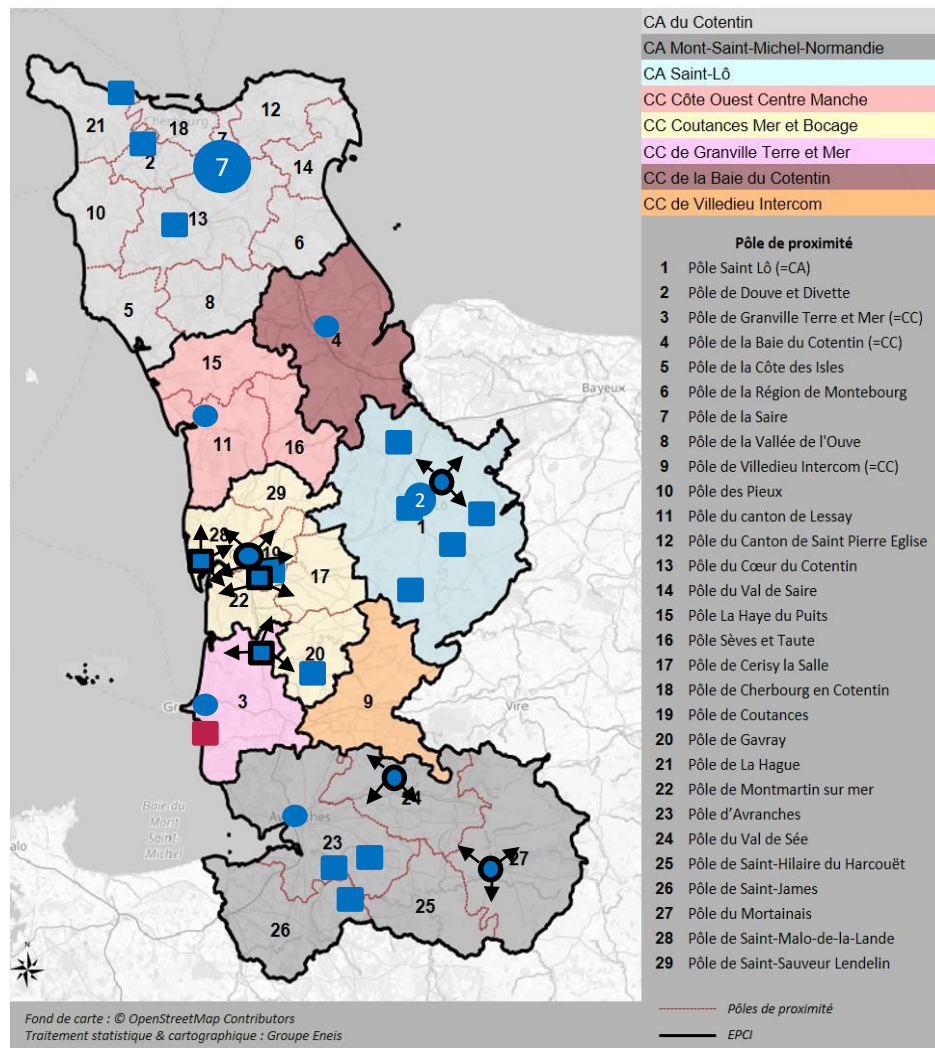 CA du Cotentin
CA Mont-Saint-Michel-Normandie
CA Saint-Lô
CC Côte Ouest Centre Manche
CC Coutances Mer et Bocage
CC de Granville Terre et Mer
CC de la Baie du Cotentin
CC de Villedieu Intercom
Pôle de proximité
1 Pôle Saint Lô (=CA)
2 Pôle de Douve et Divette
3 Pôle de Granville Terre et Mer (=CC)
4 Pôle de la Baie du Cotentin (=CC)
5 Pôle de la Côte des Isles
6 Pôle de la Région de Montebourg
7 Pôle de la Saire
8 Pôle de la Vallée de l'Ouve
9 Pôle de Villedieu Intercom (=CC)
10 Pôle des Pieux
11 Pôle du canton de Lessay
12 Pôle du Canton de Saint Pierre Eglise
13 Pôle du Cœur du Cotentin
14 Pôle du Val de Saire
15 Pôle La Haye du Puits
16 Pôle Sèves et Taute
17 Pôle de Cerisy la Salle
18 Pôle de Cherbourg en Cotentin
19 Pôle de Coutances
20 Pôle de Gavray
21 Pôle de La Hague
22 Pôle de Montmartin sur mer
23 Pôle d'Avranches
24 Pôle du Val de Sée
25 Pôle de Saint-Hilaire du Harcouët
26 Pôle de Saint-James
27 Pôle du Mortainais
28 Pôle de Saint-Malo-de-la-Lande
29 Pôle de Saint-Sauveur Lendelin
Pôles de proximité
EPCI
12
Cherbourg
21
18
7
2
7
14
10
13
6
5
8
4
15
Bayeux
11
16
29
2
1
28
19
17
22
20
3
9
Vire
24
Baie du
Mont
Saint-
Michel
23
27
25
26
N
Fond de carte : © OpenStreetMap Contributors
Traitement statistique & cartographique : Groupe Eneis